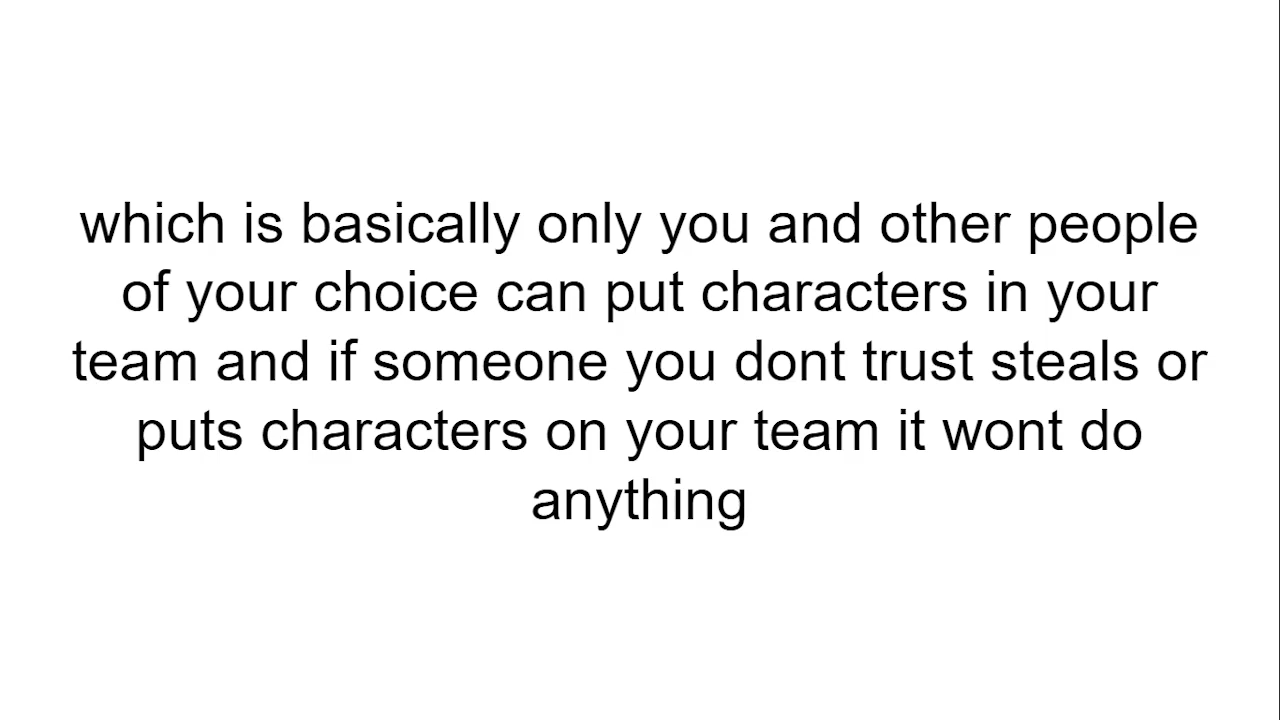 which is basically only you and other people
of your choice can put characters in your
team and if someone you dont trust steals or
puts characters on your team it wont do
anything